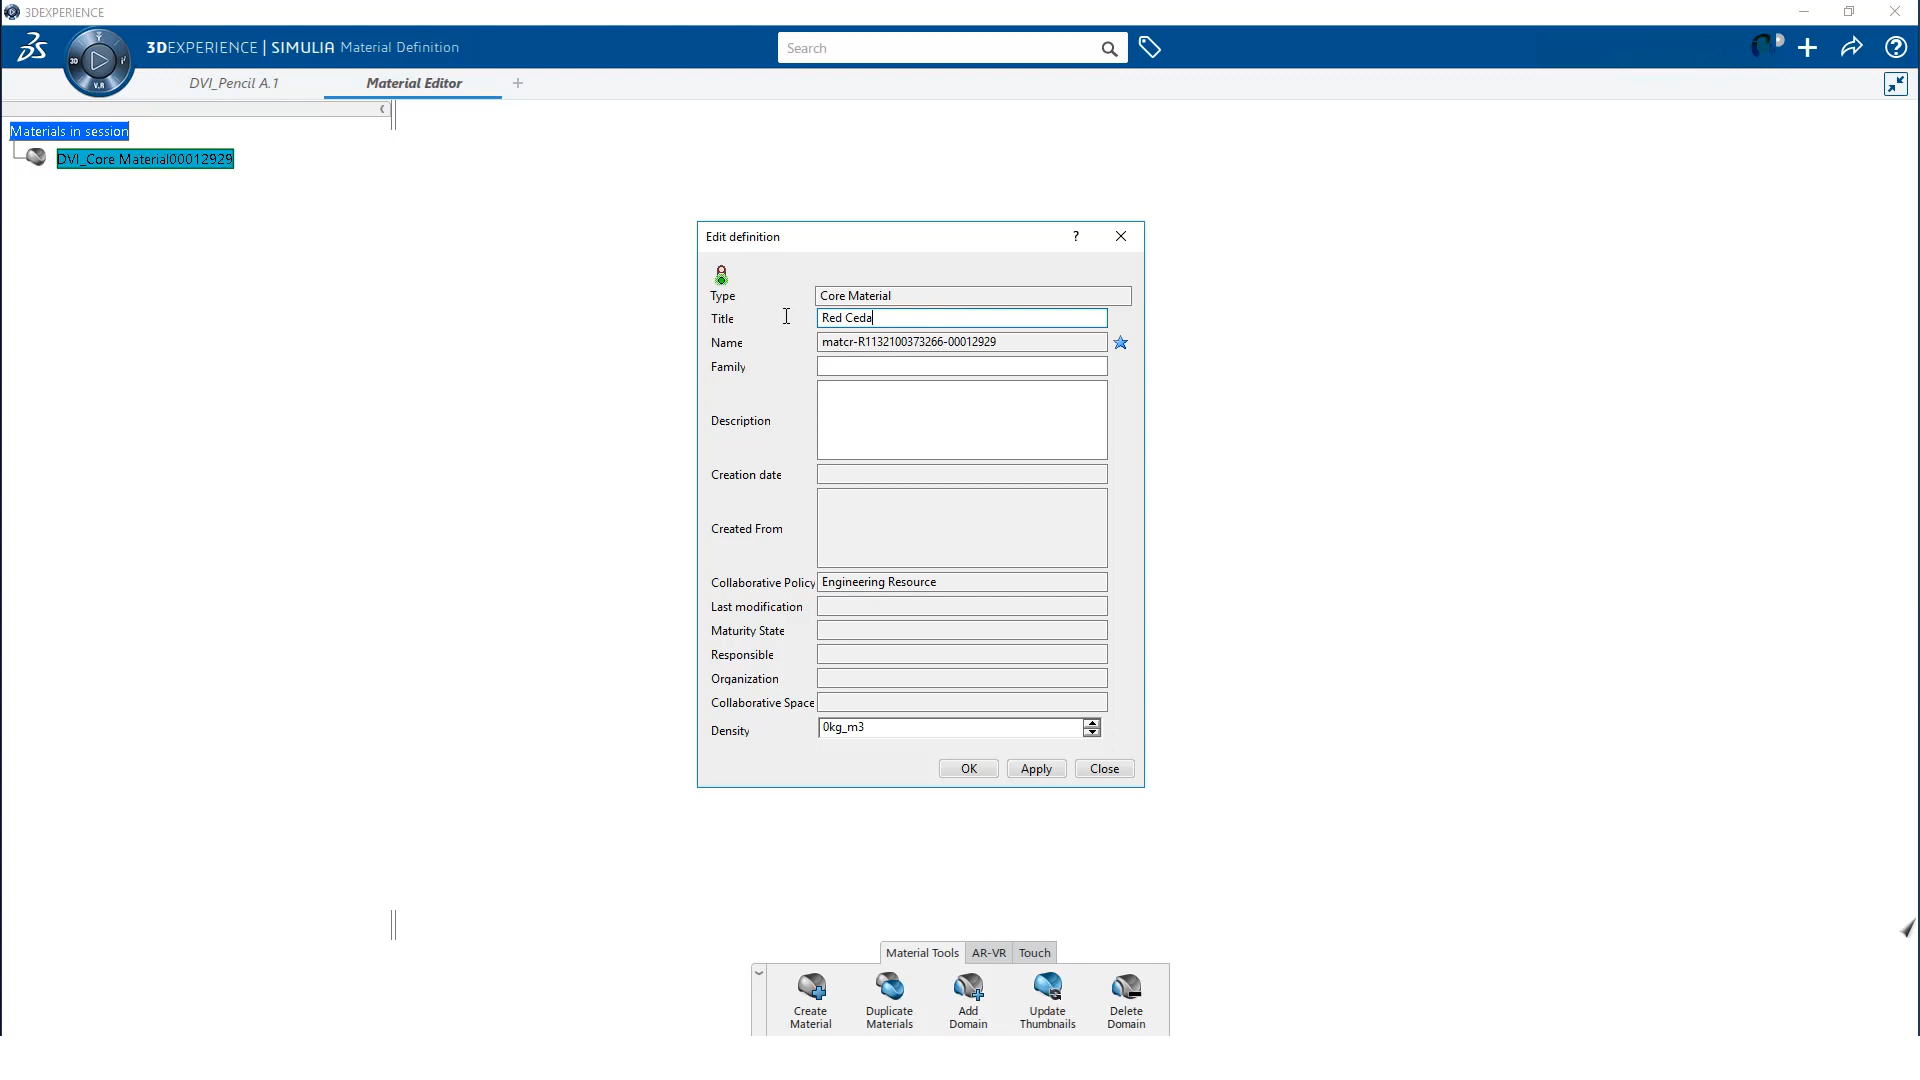 3DEXPERIENCE
3DEXPERIENCE | SIMULIA Material Definition
Search
3D
V.R
DVI_Pencil A.1
Material Editor
+
Materials in session
DVI_Core Material00012929
Edit definition
?
Type
Core Material
Title
Red Ceda
Name
matcr-R1132100373266-00012929
Family
Description
Creation date
Created From
Collaborative Policy
Engineering Resource
Last modification
Maturity State
Responsible
Organization
Collaborative Space
Density
0kg_m3
OK
Apply
Close
Material Tools
AR-VR
Touch
Create Material
Duplicate Materials
Add Domain
Update Thumbnails
Delete Domain